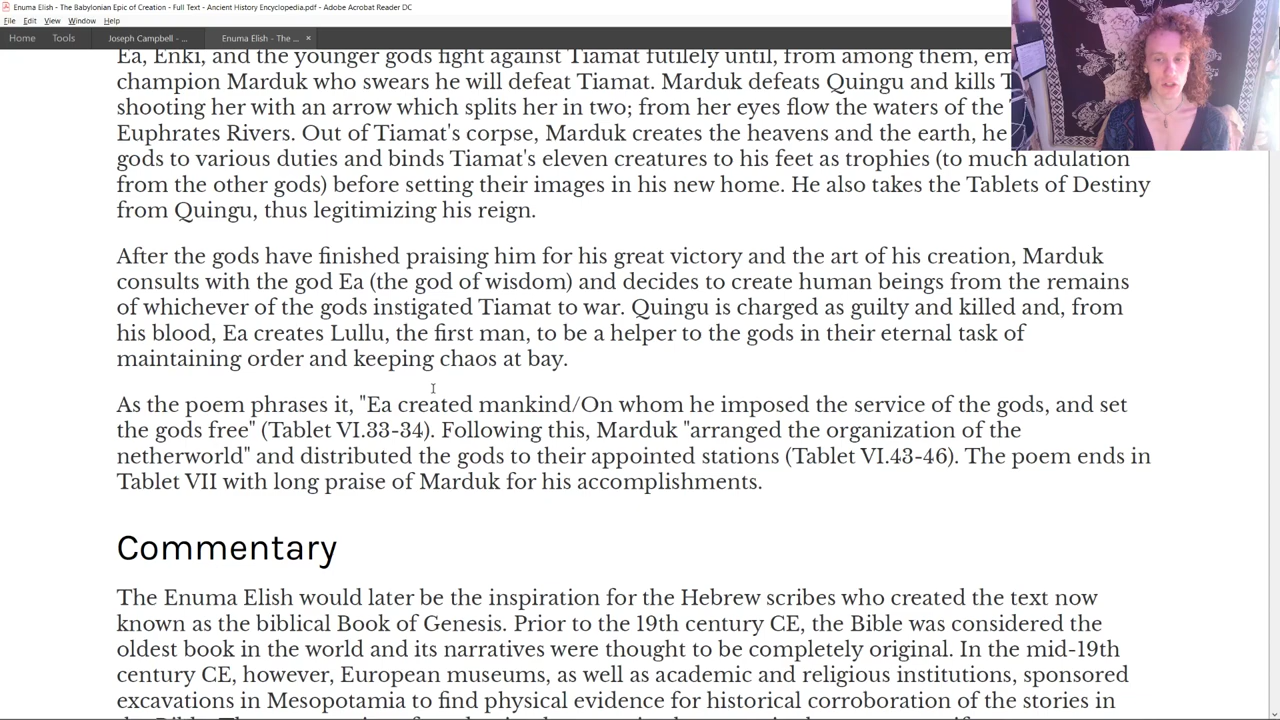 Enuma Elish - The Babylonian Epic of Creation - Full Text - Ancient History Encyclopedia.pdf - Adobe Acrobat Reader DC
File Edit View Window Help
Home Tools Joseph Campbell - ... Enuma Elish - The ... ×
Ea, Enki, and the younger gods fight against Tiamat futilely until, from among them,
champion Marduk who swears he will defeat Tiamat. Marduk defeats Quingu and kills
shooting her with an arrow which splits her in two; from her eyes flow the waters of the
Euphrates Rivers. Out of Tiamat's corpse, Marduk creates the heavens and the earth, he
gods to various duties and binds Tiamat's eleven creatures to his feet as trophies (to much adulation
from the other gods) before setting their images in his new home. He also takes the Tablets of Destiny
from Quingu, thus legitimizing his reign.
After the gods have finished praising him for his great victory and the art of his creation, Marduk
consults with the god Ea (the god of wisdom) and decides to create human beings from the remains
of whichever of the gods instigated Tiamat to war. Quingu is charged as guilty and killed and, from
his blood, Ea creates Lullu, the first man, to be a helper to the gods in their eternal task of
maintaining order and keeping chaos at bay.
As the poem phrases it, "Ea created mankind/On whom he imposed the service of the gods, and set
the gods free" (Tablet VI.33-34). Following this, Marduk "arranged the organization of the
netherworld" and distributed the gods to their appointed stations (Tablet VI.43-46). The poem ends in
Tablet VII with long praise of Marduk for his accomplishments.
Commentary
The Enuma Elish would later be the inspiration for the Hebrew scribes who created the text now
known as the biblical Book of Genesis. Prior to the 19th century CE, the Bible was considered the
oldest book in the world and its narratives were thought to be completely original. In the mid-19th
century CE, however, European museums, as well as academic and religious institutions, sponsored
excavations in Mesopotamia to find physical evidence for historical corroboration of the stories in